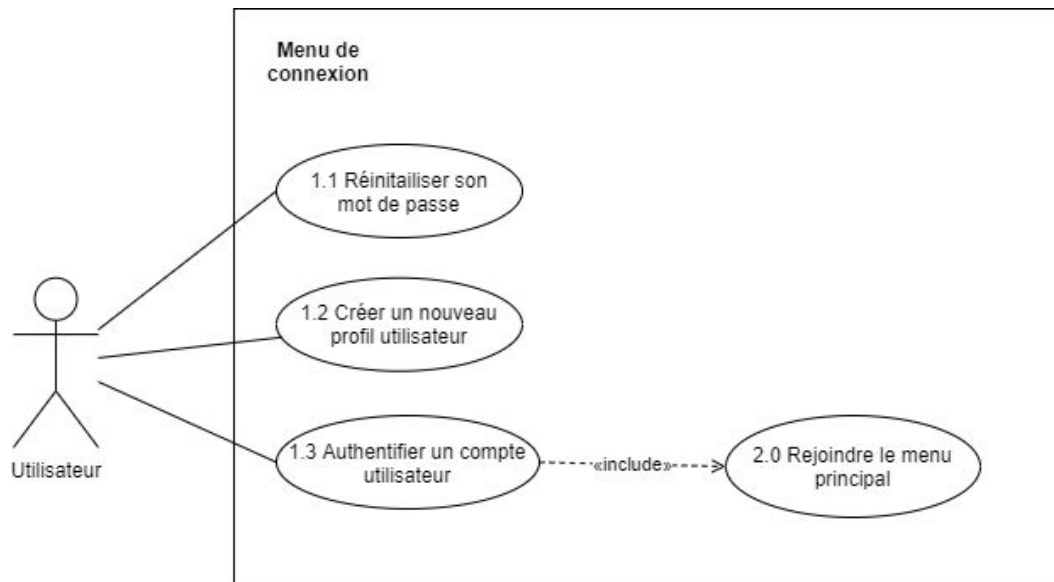 Menu de
connexion
1.1 Réinitailiser son
mot de passe
1.2 Créer un nouveau
profil utilisateur
1.3 Authentifier un compte
utilisateur
«include»
2.0 Rejoindre le menu
principal
Utilisateur